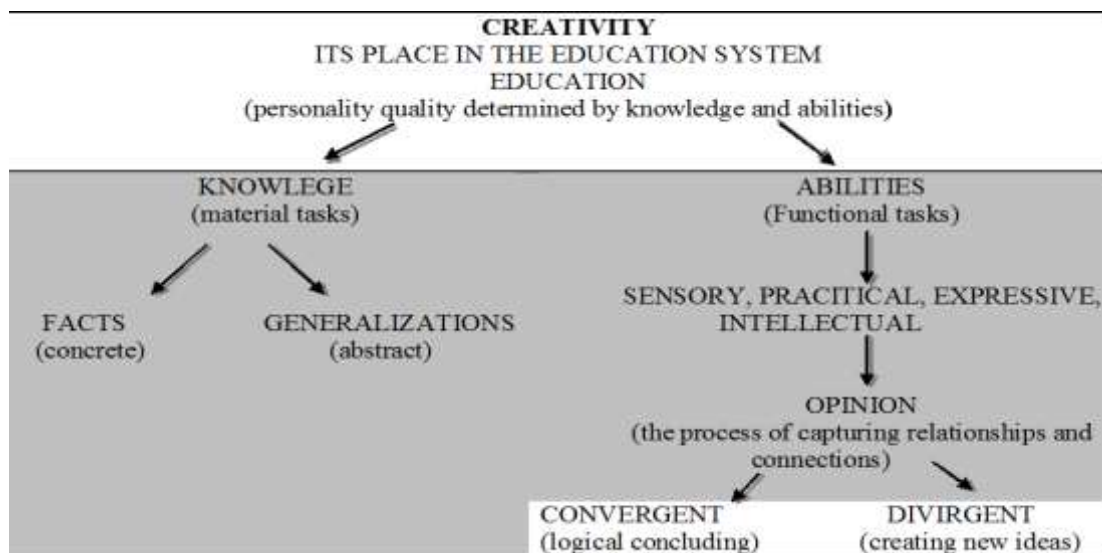 CREATIVITY
ITS PLACE IN THE EDUCATION SYSTEM
EDUCATION
(personality quality determined by knowledge and abilities)
KNOWLEGE
(material tasks)
ABILITIES
(Functional tasks)
FACTS
(concrete)
GENERALIZATIONS
(abstract)
SENSORY, PRACITICAL, EXPRESSIVE,
INTELLECTUAL
OPINION
(the process of capturing relationships and
connections)
CONVERGENT
(logical concluding)
DIVIRGENT
(creating new ideas)